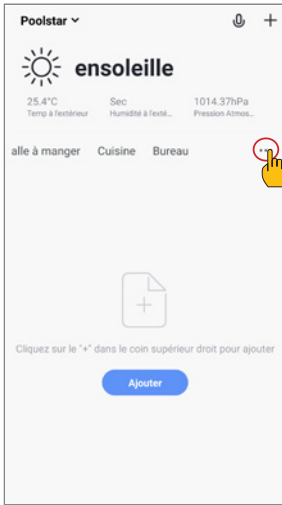 Poolstar
ensoleille
25.4°C Sec 1014.37hPa
Temp à l'extérieur Humidité à l'exté... Pression Atmos...
alle à manger Cuisine Bureau ...
Cliquez sur le "+" dans le coin supérieur droit pour ajouter
Ajouter